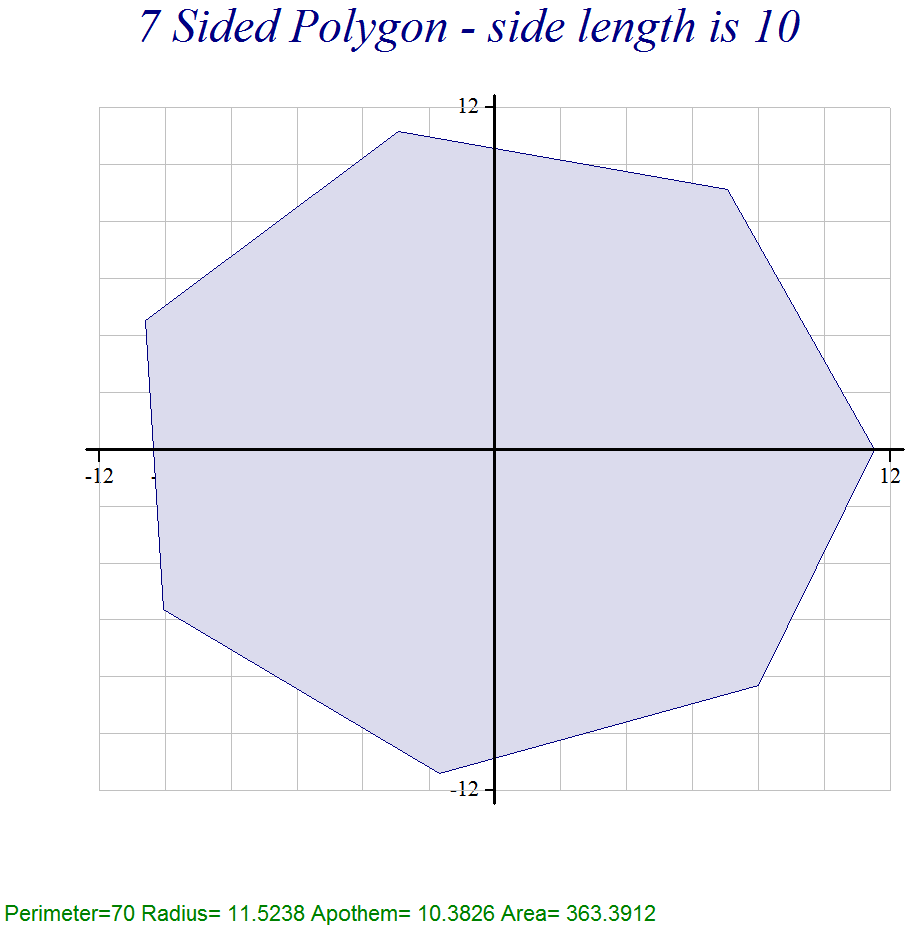 7 Sided Polygon - side length is 10
12
-12
-
12
-12
Perimeter=70 Radius= 11.5238 Apothem= 10.3826 Area= 363.3912